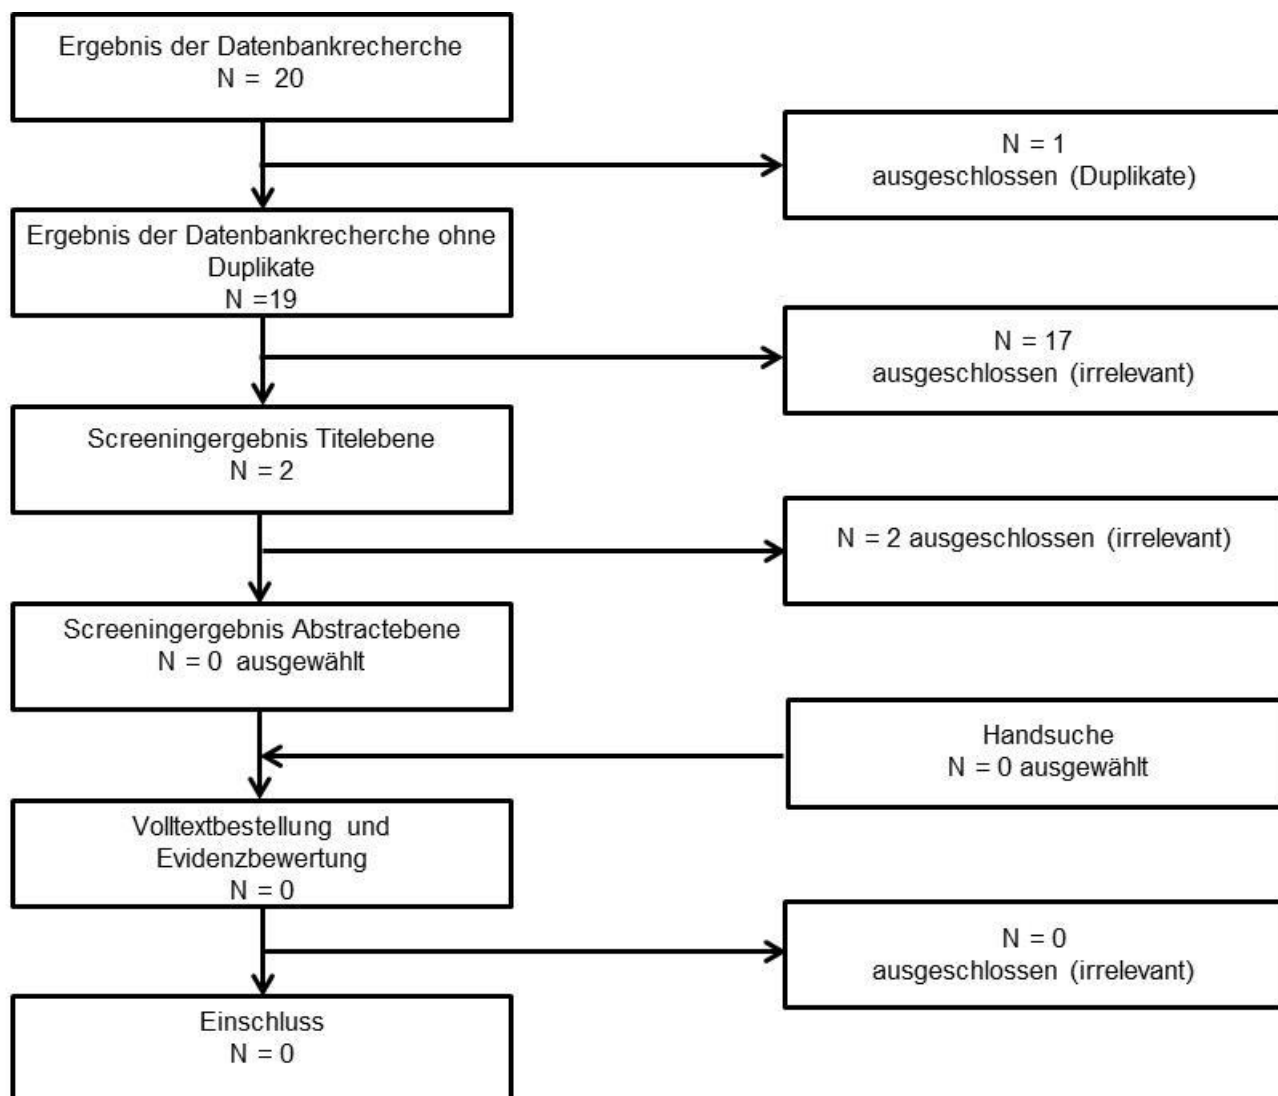 Ergebnis der Datenbankrecherche
N = 20
N = 1
ausgeschlossen (Duplikate)
Ergebnis der Datenbankrecherche ohne
Duplikate
N =19
N = 17
ausgeschlossen (irrelevant)
Screeningergebnis Titelebene
N = 2
N = 2 ausgeschlossen (irrelevant)
Screeningergebnis Abstractebene
N = 0 ausgewählt
Handsuche
N = 0 ausgewählt
Volltextbestellung und
Evidenzbewertung
N = 0
N = 0
ausgeschlossen (irrelevant)
Einschluss
N = 0